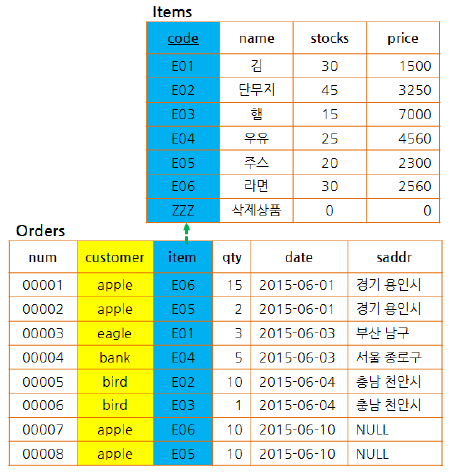 Items
code name stocks price
E01 김 30 1500
E02 단무지 45 3250
E03 햄 15 7000
E04 우유 25 4560
E05 주스 20 2300
E06 라면 30 2560
ZZZ 삭제상품 0 0
Orders
num customer item qty date saddr
00001 apple E06 15 2015-06-01 경기 용인시
00002 apple E05 2 2015-06-01 경기 용인시
00003 eagle E01 3 2015-06-03 부산 남구
00004 bank E04 5 2015-06-03 서울 종로구
00005 bird E02 10 2015-06-04 충남 천안시
00006 bird E03 1 2015-06-04 충남 천안시
00007 apple E06 10 2015-06-10 NULL
00008 apple E05 10 2015-06-10 NULL